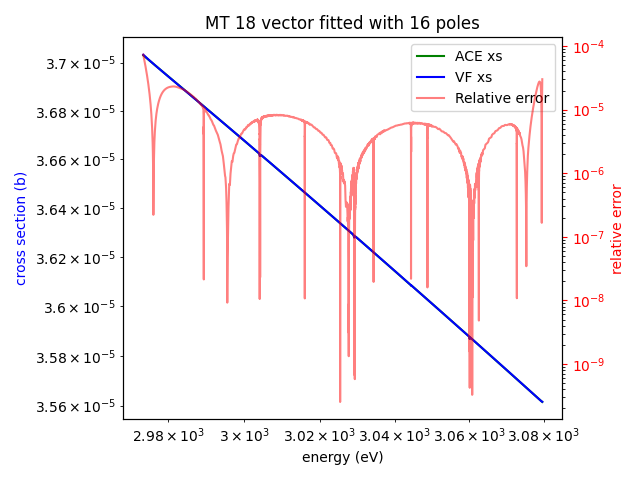 MT 18 vector fitted with 16 poles
ACE xs
VF xs
Relative error
cross section (b)
3.7 × 10⁻⁵
3.68 × 10⁻⁵
3.66 × 10⁻⁵
3.64 × 10⁻⁵
3.62 × 10⁻⁵
3.6 × 10⁻⁵
3.58 × 10⁻⁵
3.56 × 10⁻⁵
10⁻⁴
10⁻⁵
10⁻⁶
10⁻⁷
10⁻⁸
10⁻⁹
relative error
2.98 × 10³ 3 × 10³ 3.02 × 10³ 3.04 × 10³ 3.06 × 10³ 3.08 × 10³
energy (eV)